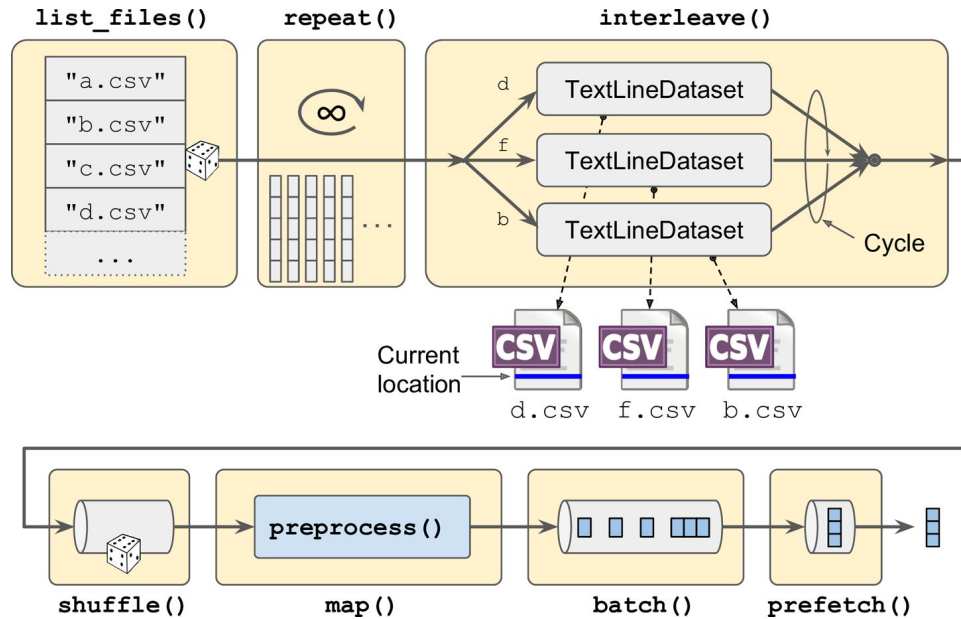 list_files()
repeat()
interleave()
"a.csv"
"b.csv"
"c.csv"
"d.csv"
...
∞
...
d
TextLineDataset
f
TextLineDataset
b
TextLineDataset
Cycle
Current
location
CSV
CSV
CSV
d.csv
f.csv
b.csv
preprocess()
shuffle()
map()
batch()
prefetch()